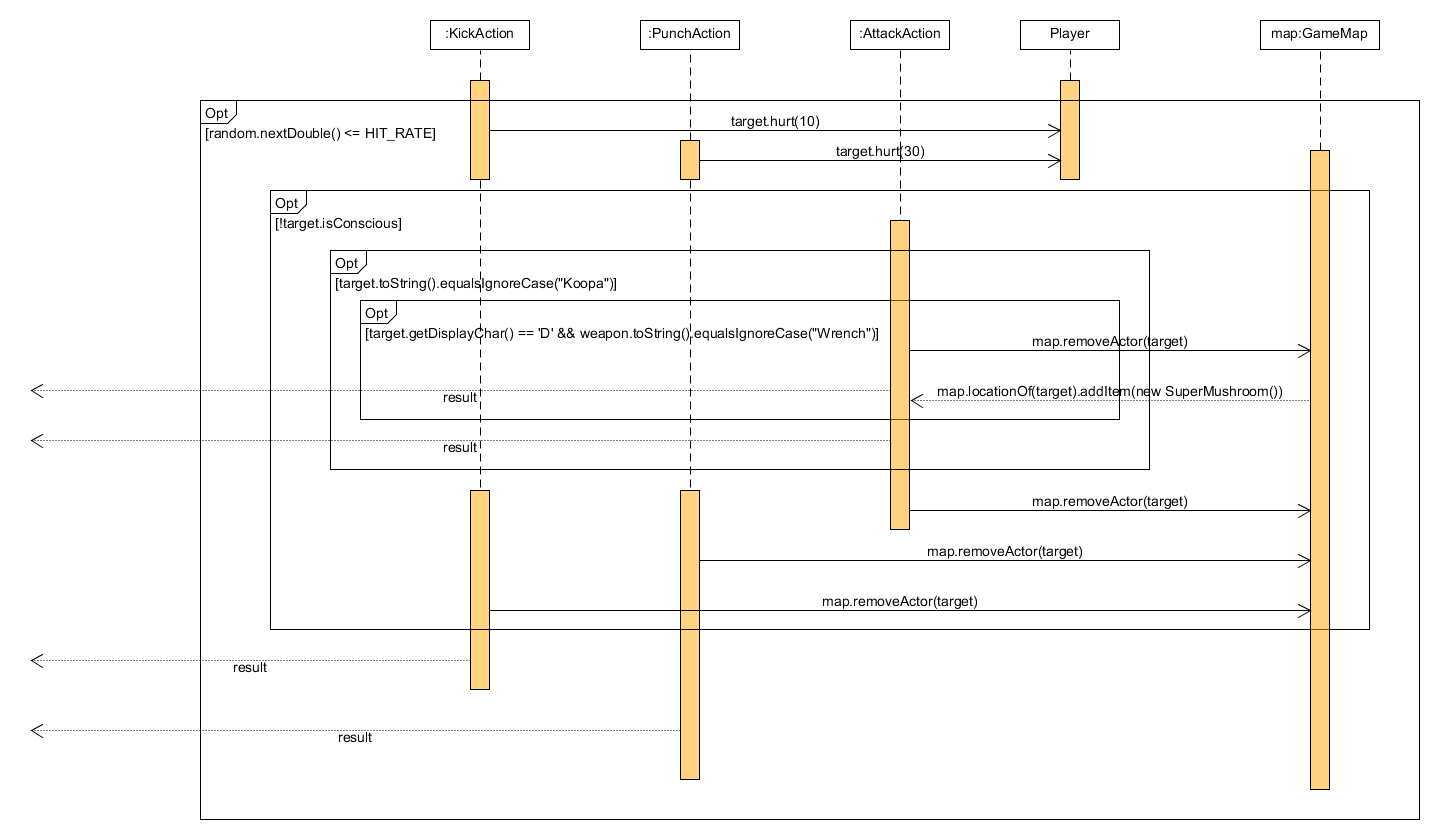 :KickAction
:PunchAction
:AttackAction
Player
map:GameMap
Opt
[random.nextDouble() <= HIT_RATE]
target.hurt(10)
target.hurt(30)
Opt
[!target.isConscious]
Opt
[target.toString().equalsIgnoreCase("Koopa")]
Opt
[target.getDisplayChar() == 'D' && weapon.toString().equalsIgnoreCase("Wrench")]
map.removeActor(target)
result
map.locationOf(target).addItem(new SuperMushroom())
result
map.removeActor(target)
map.removeActor(target)
map.removeActor(target)
result
result